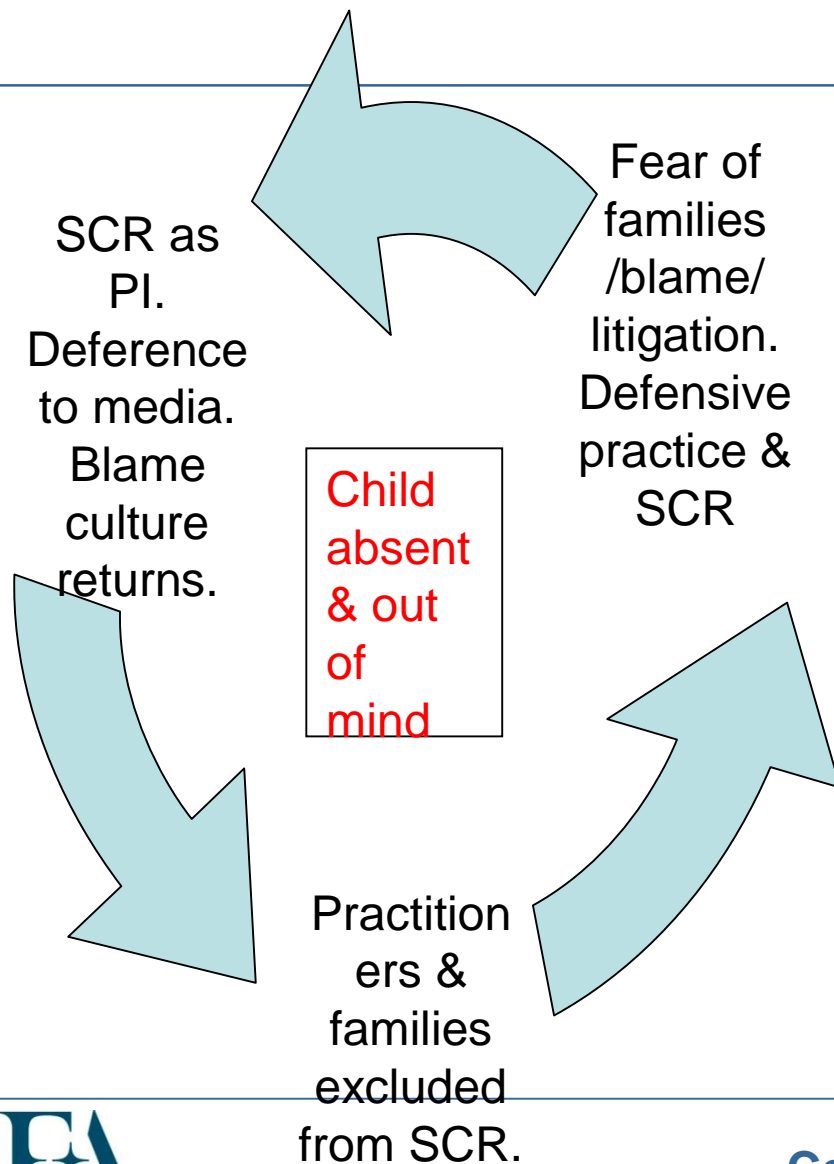 Fear of
families
/blame/
litigation.
Defensive
practice &
SCR
SCR as
PI.
Deference
to media.
Blame
culture
returns.
Child
absent
& out
of
mind
Practition
ers &
families
excluded
from SCR.